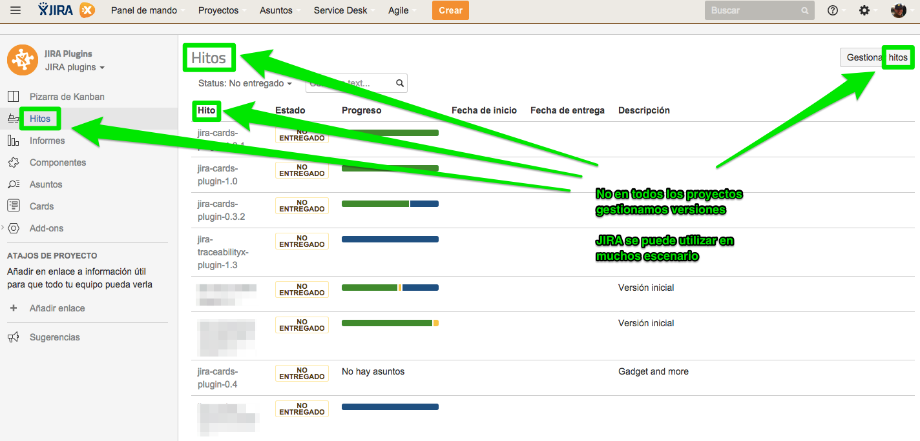 JIRA
Panel de mando
Proyectos
Asuntos
Service Desk
Agile
Crear
Buscar
JIRA Plugins
JIRA plugins
Pizarra de Kanban
Hitos
Informes
Componentes
Asuntos
Cards
Add-ons
ATAJOS DE PROYECTO
Añadir en enlace a información útil
para que todo tu equipo pueda verla
Añadir enlace
Sugerencias
Hitos
Gestiona hitos
Status: No entregado
text...
Hito Estado Progreso Fecha de inicio Fecha de entrega Descripción
jira-cards-
NO
ENTREGADO
jira-cards-
plugin-1.0
NO
ENTREGADO
jira-cards-
plugin-0.3.2
NO
ENTREGADO
jira-
traceabilityx-
plugin-1.3
NO
ENTREGADO
NO
ENTREGADO
Versión inicial
NO
ENTREGADO
Versión inicial
jira-cards-
plugin-0.4
NO
ENTREGADO
No hay asuntos
Gadget and more
NO
ENTREGADO
No en todos los proyectos
gestionamos versiones
JIRA se puede utilizar en
muchos escenario